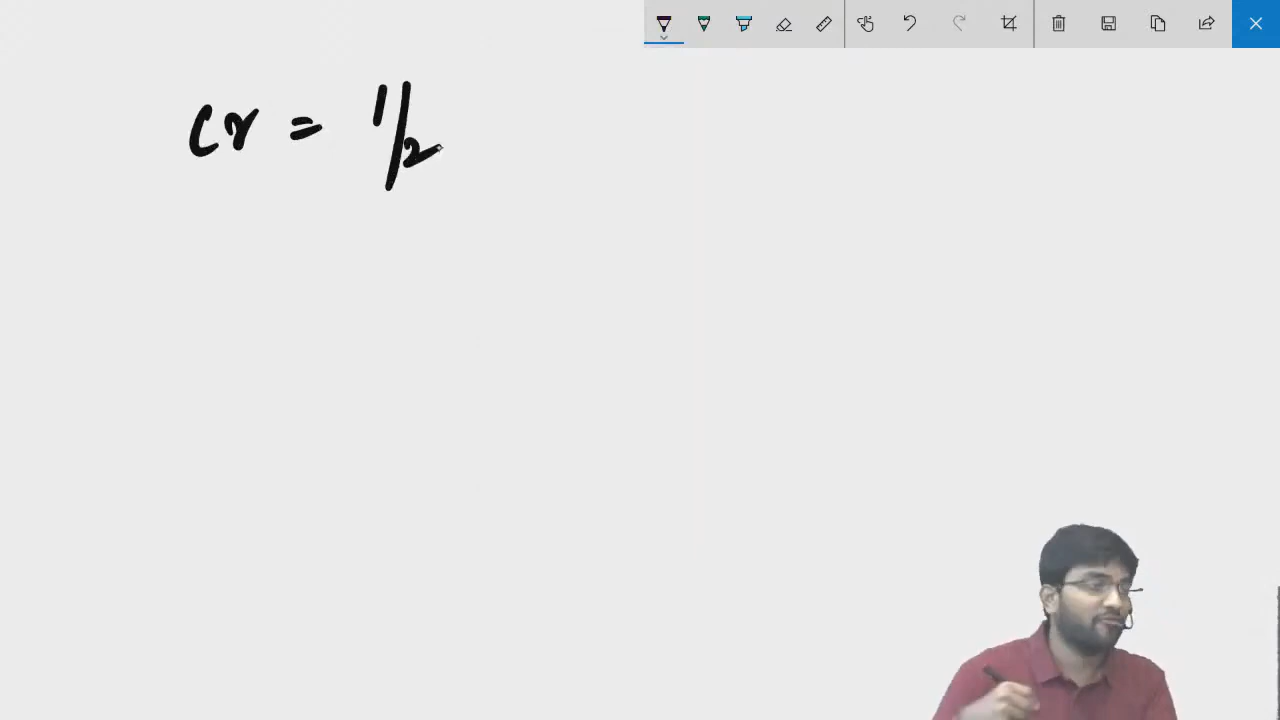 Cr = 1/2